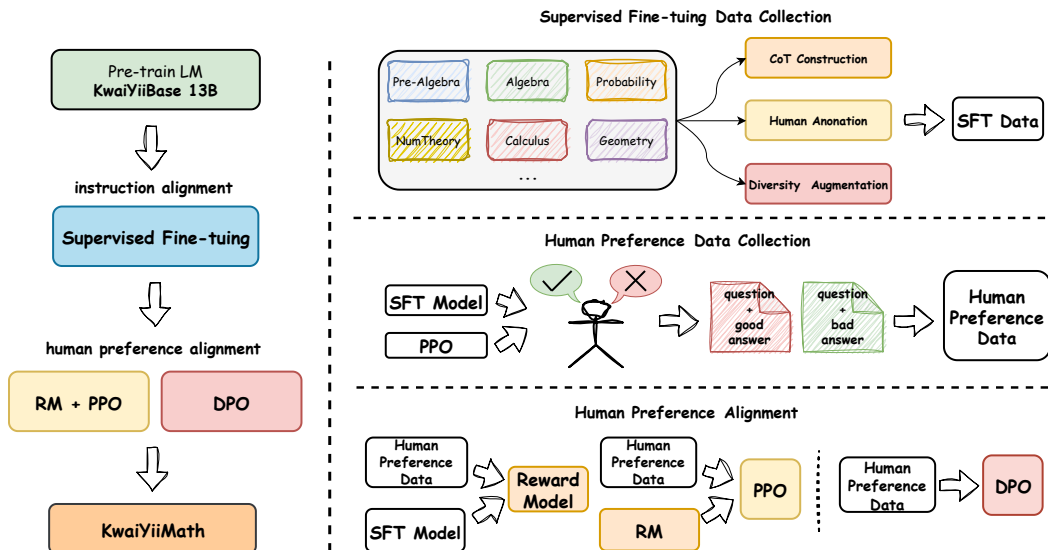 Pre-train LM
KwaiYiiBase 13B
instruction alignment
Supervised Fine-tuing
human preference alignment
RM + PPO
DPO
KwaiYiiMath
Supervised Fine-tuing Data Collection
Pre-Algebra
Algebra
Probability
NumTheory
Calculus
Geometry
...
CoT Construction
Human Anonation
Diversity Augmentation
SFT Data
Human Preference Data Collection
SFT Model
PPO
question
+
good
answer
question
+
bad
answer
Human
Preference
Data
Human Preference Alignment
Human
Preference
Data
SFT Model
Reward
Model
Human
Preference
Data
RM
PPO
Human
Preference
Data
DPO